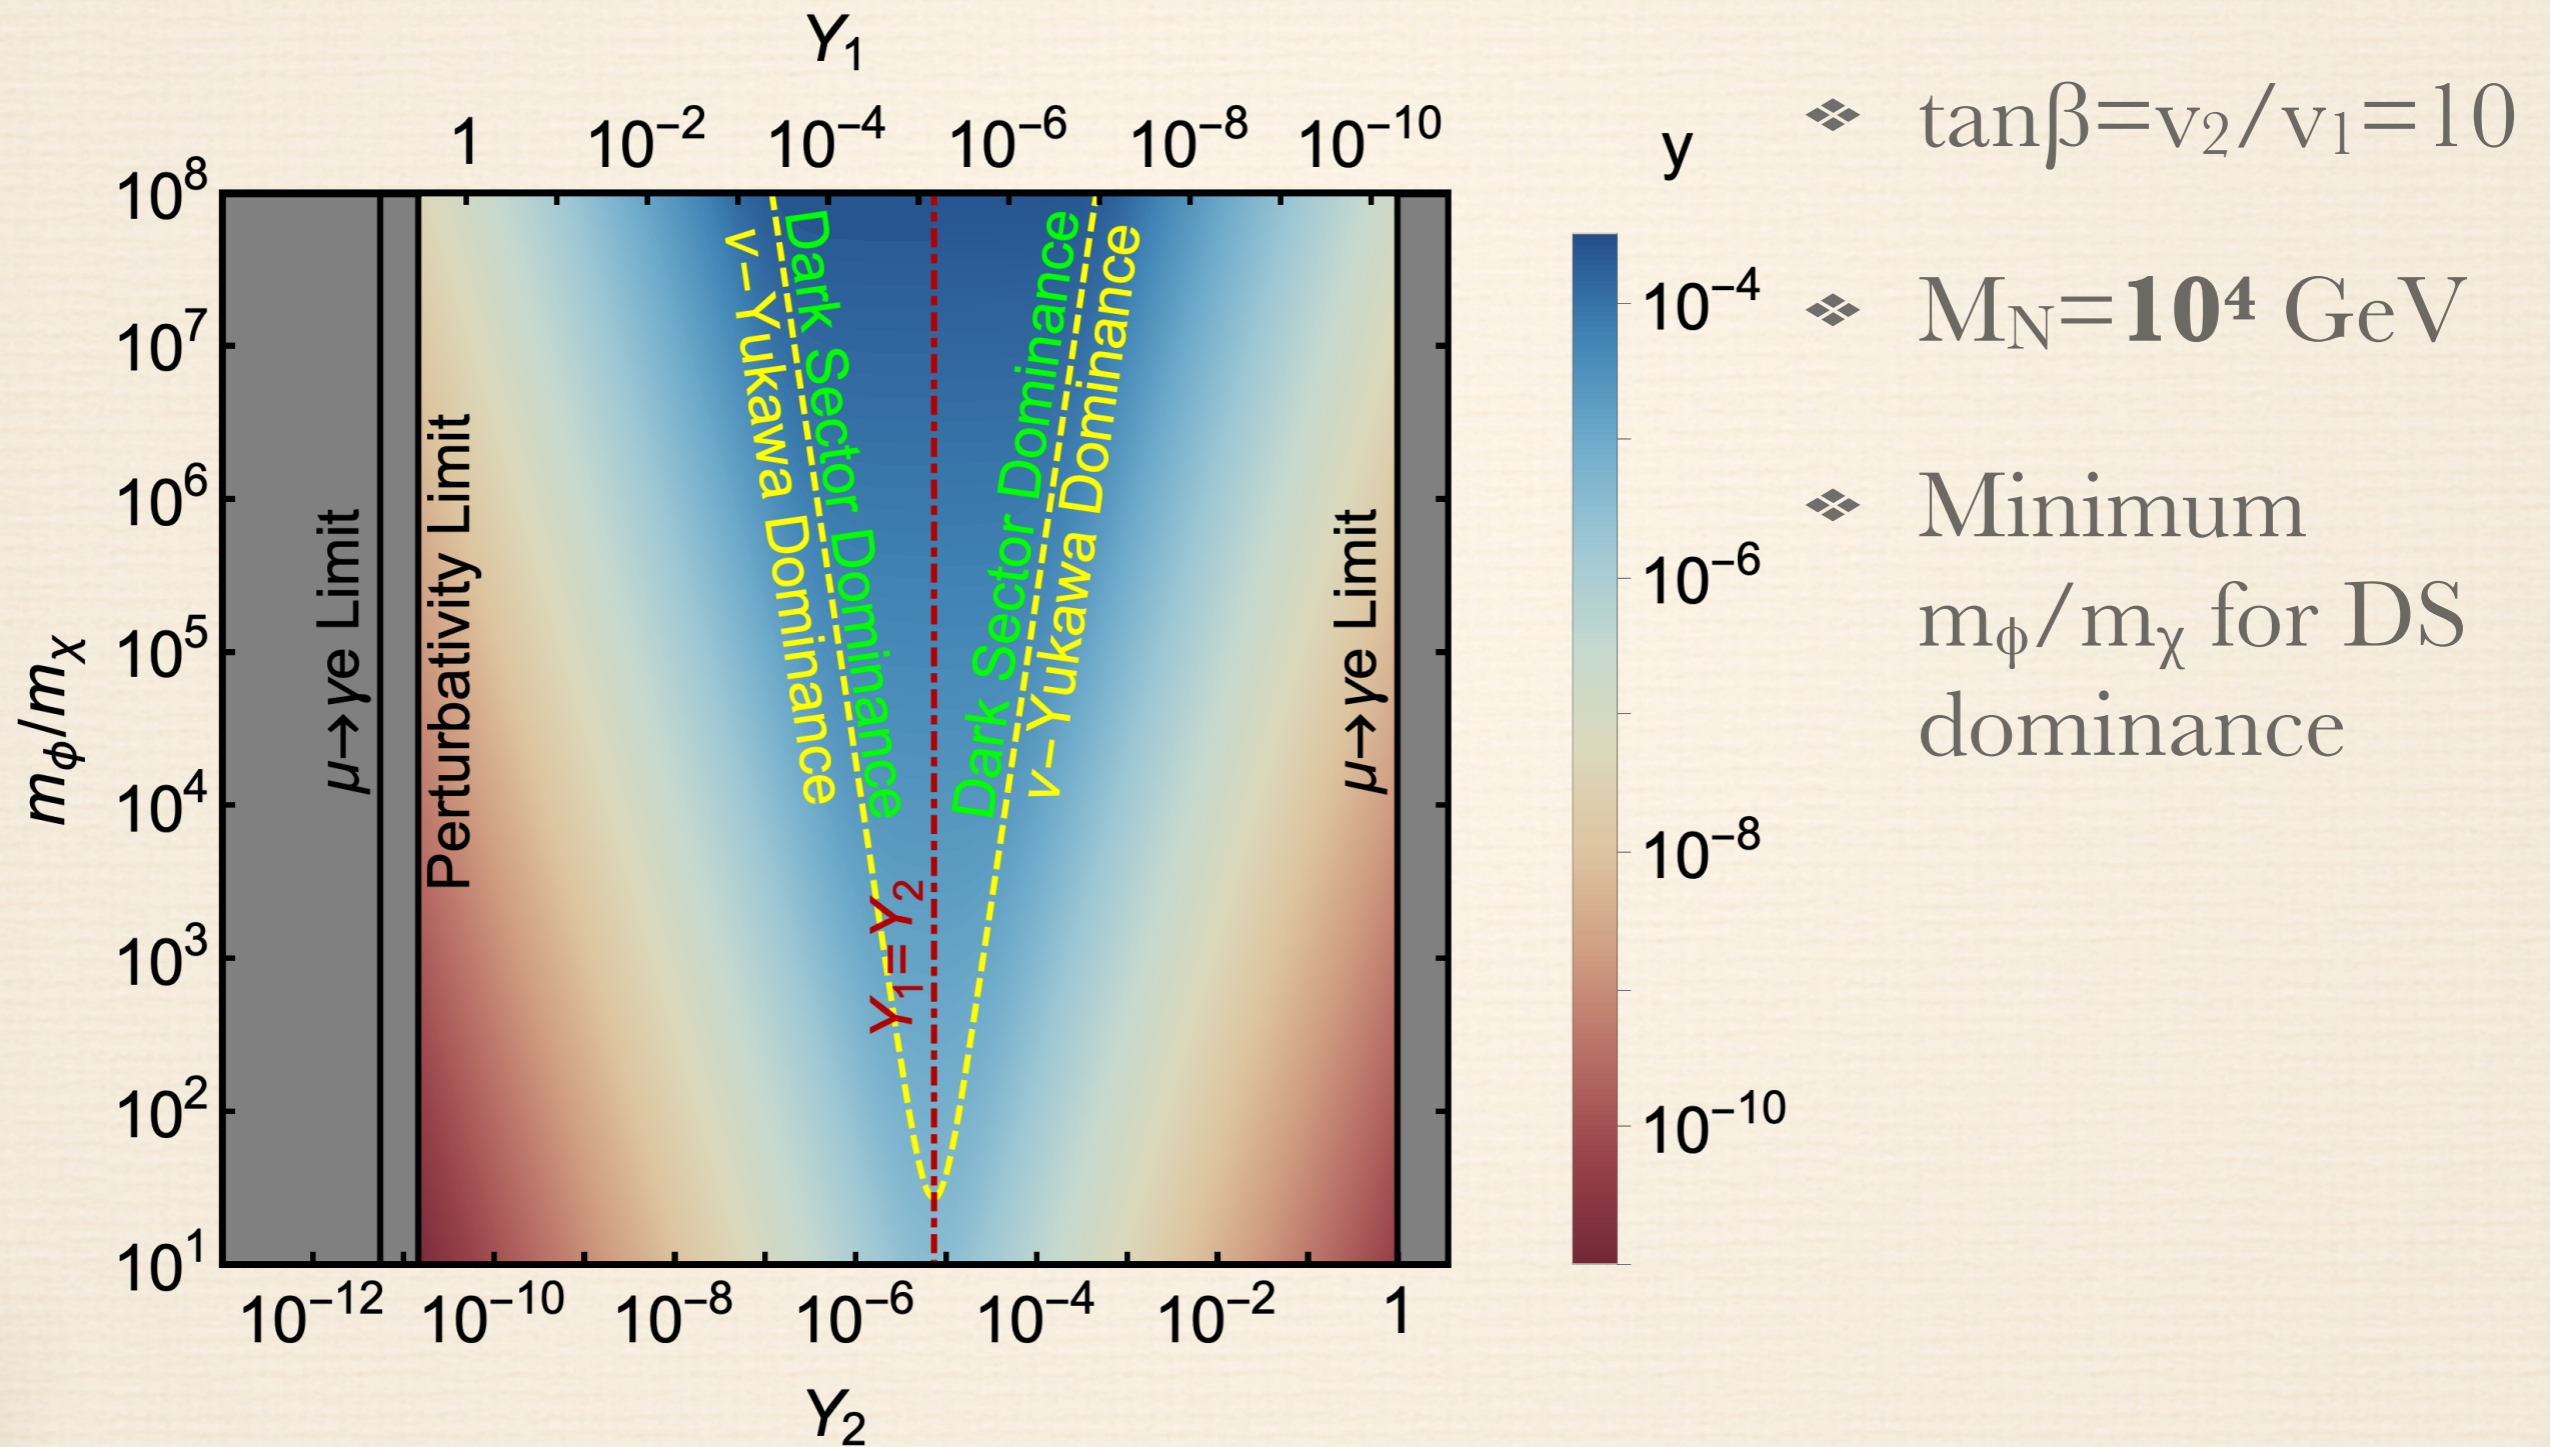 Y₁
1 10⁻² 10⁻⁴ 10⁻⁶ 10⁻⁸ 10⁻¹⁰
10⁸
10⁷
10⁶
10⁵
10⁴
10³
10²
10¹
mϕ/mχ
μ→γe Limit
Perturbativity Limit
ν−Yukawa Dominance
Dark Sector Dominance
Y₁=Y₂
Dark Sector Dominance
ν−Yukawa Dominance
μ→γe Limit
10⁻¹² 10⁻¹⁰ 10⁻⁸ 10⁻⁶ 10⁻⁴ 10⁻² 1
Y₂
y
10⁻⁴
10⁻⁶
10⁻⁸
10⁻¹⁰
❖ tanβ=v₂/v₁=10
❖ M_N=10⁴ GeV
❖ Minimum
mϕ/mχ for DS
dominance